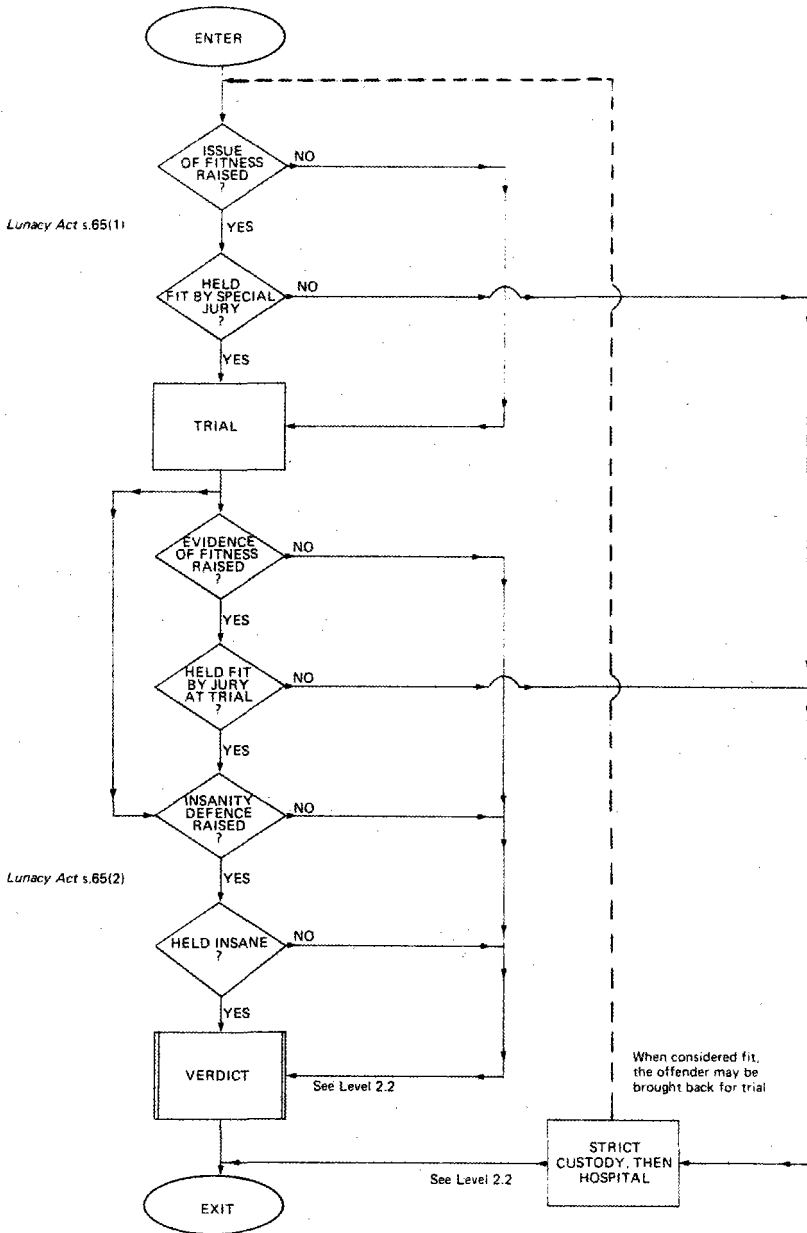 ENTER
ISSUE
OF FITNESS
RAISED
?
NO
Lunacy Act s.65(1)
YES
HELD
FIT BY SPECIAL
JURY
?
NO
YES
TRIAL
EVIDENCE
OF FITNESS
RAISED
?
NO
YES
HELD FIT
BY JURY
AT TRIAL
?
NO
YES
INSANITY
DEFENCE
RAISED
?
NO
Lunacy Act s.65(2)
YES
HELD INSANE
?
NO
YES
VERDICT
See Level 2.2
When considered fit,
the offender may be
brought back for trial
STRICT
CUSTODY, THEN
HOSPITAL
See Level 2.2
EXIT